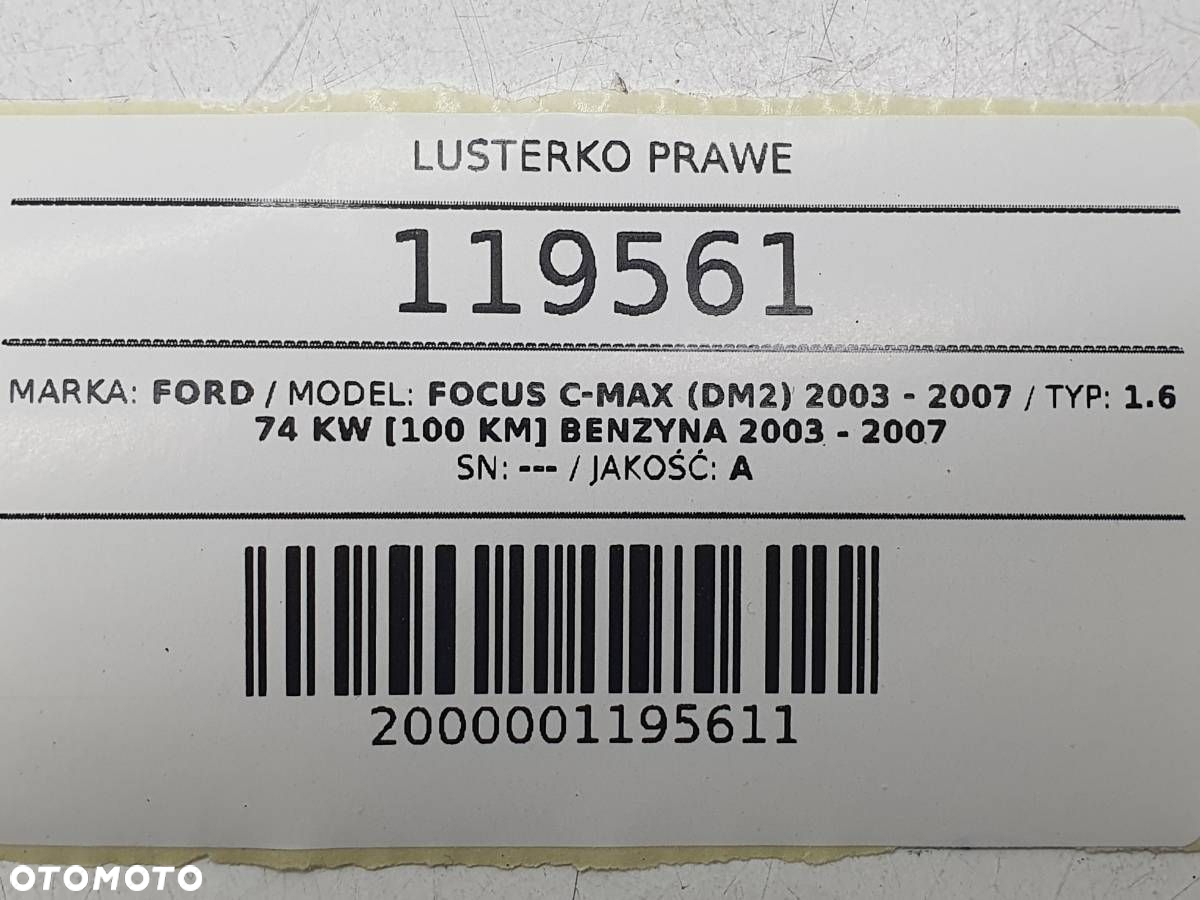 LUSTERKO PRAWE
119561
MARKA: FORD / MODEL: FOCUS C-MAX (DM2) 2003 - 2007 / TYP: 1.6
74 KW [100 KM] BENZYNA 2003 - 2007
SN: --- / JAKOŚĆ: A
2000001195611
OTOMOTO